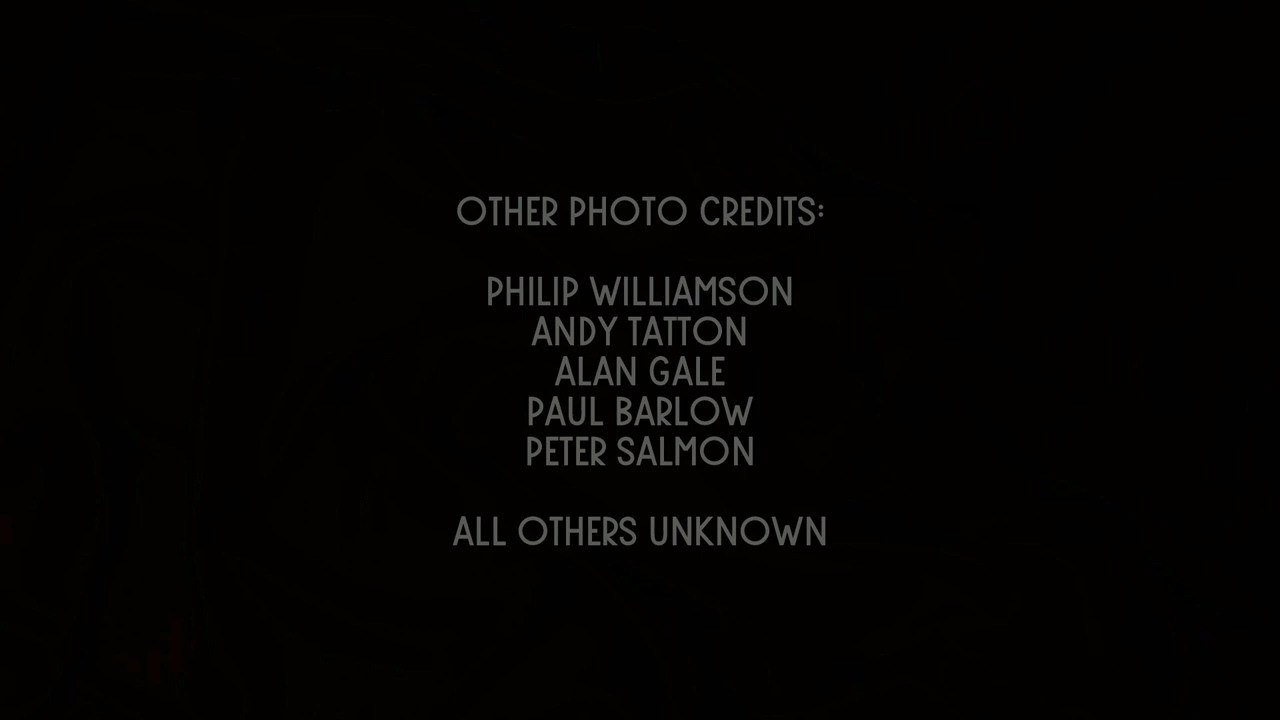 OTHER PHOTO CREDITS:
PHILIP WILLIAMSON
ANDY TATTON
ALAN GALE
PAUL BARLOW
PETER SALMON
ALL OTHERS UNKNOWN